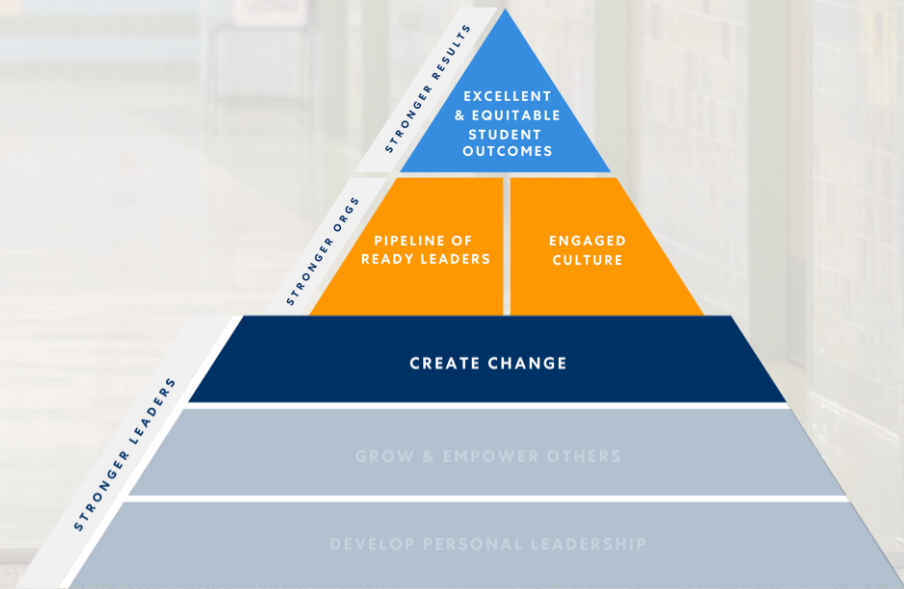 STRONGER RESULTS
EXCELLENT
& EQUITABLE
STUDENT
OUTCOMES
STRONGER ORGS
PIPELINE OF
READY LEADERS
ENGAGED
CULTURE
STRONGER LEADERS
CREATE CHANGE
GROW & EMPOWER OTHERS
DEVELOP PERSONAL LEADERSHIP